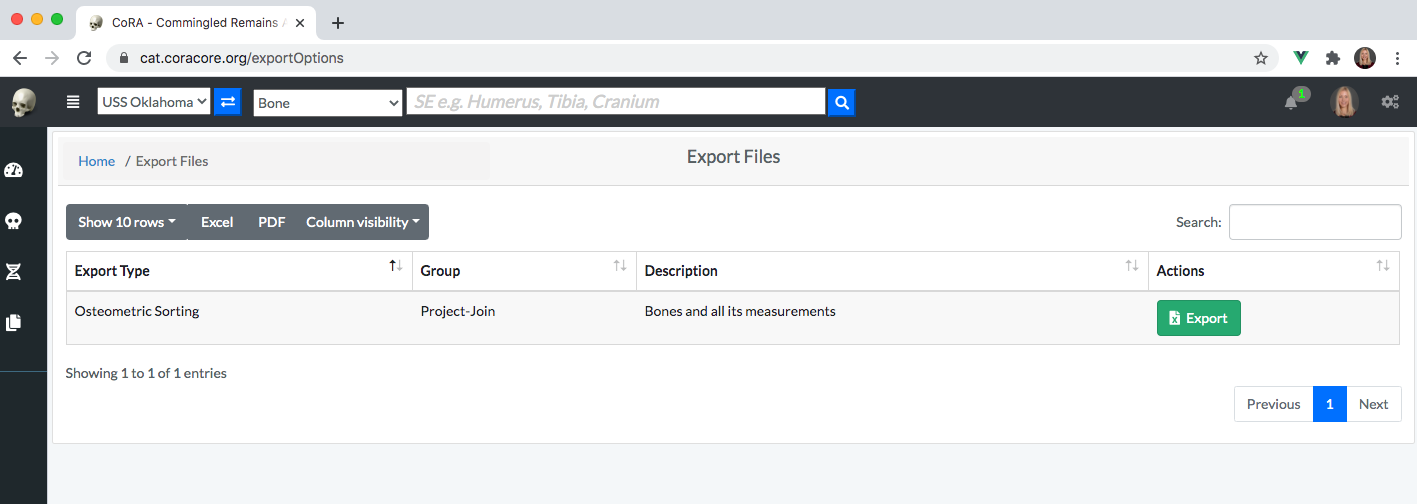 CoRA - Commingled Remains
cat.coracore.org/exportOptions
USS Oklahoma
Bone
SE e.g. Humerus, Tibia, Cranium
1
Home / Export Files
Export Files
Show 10 rows Excel PDF Column visibility
Search:
Export Type Group Description Actions
Osteometric Sorting Project-Join Bones and all its measurements Export
Showing 1 to 1 of 1 entries
Previous 1 Next